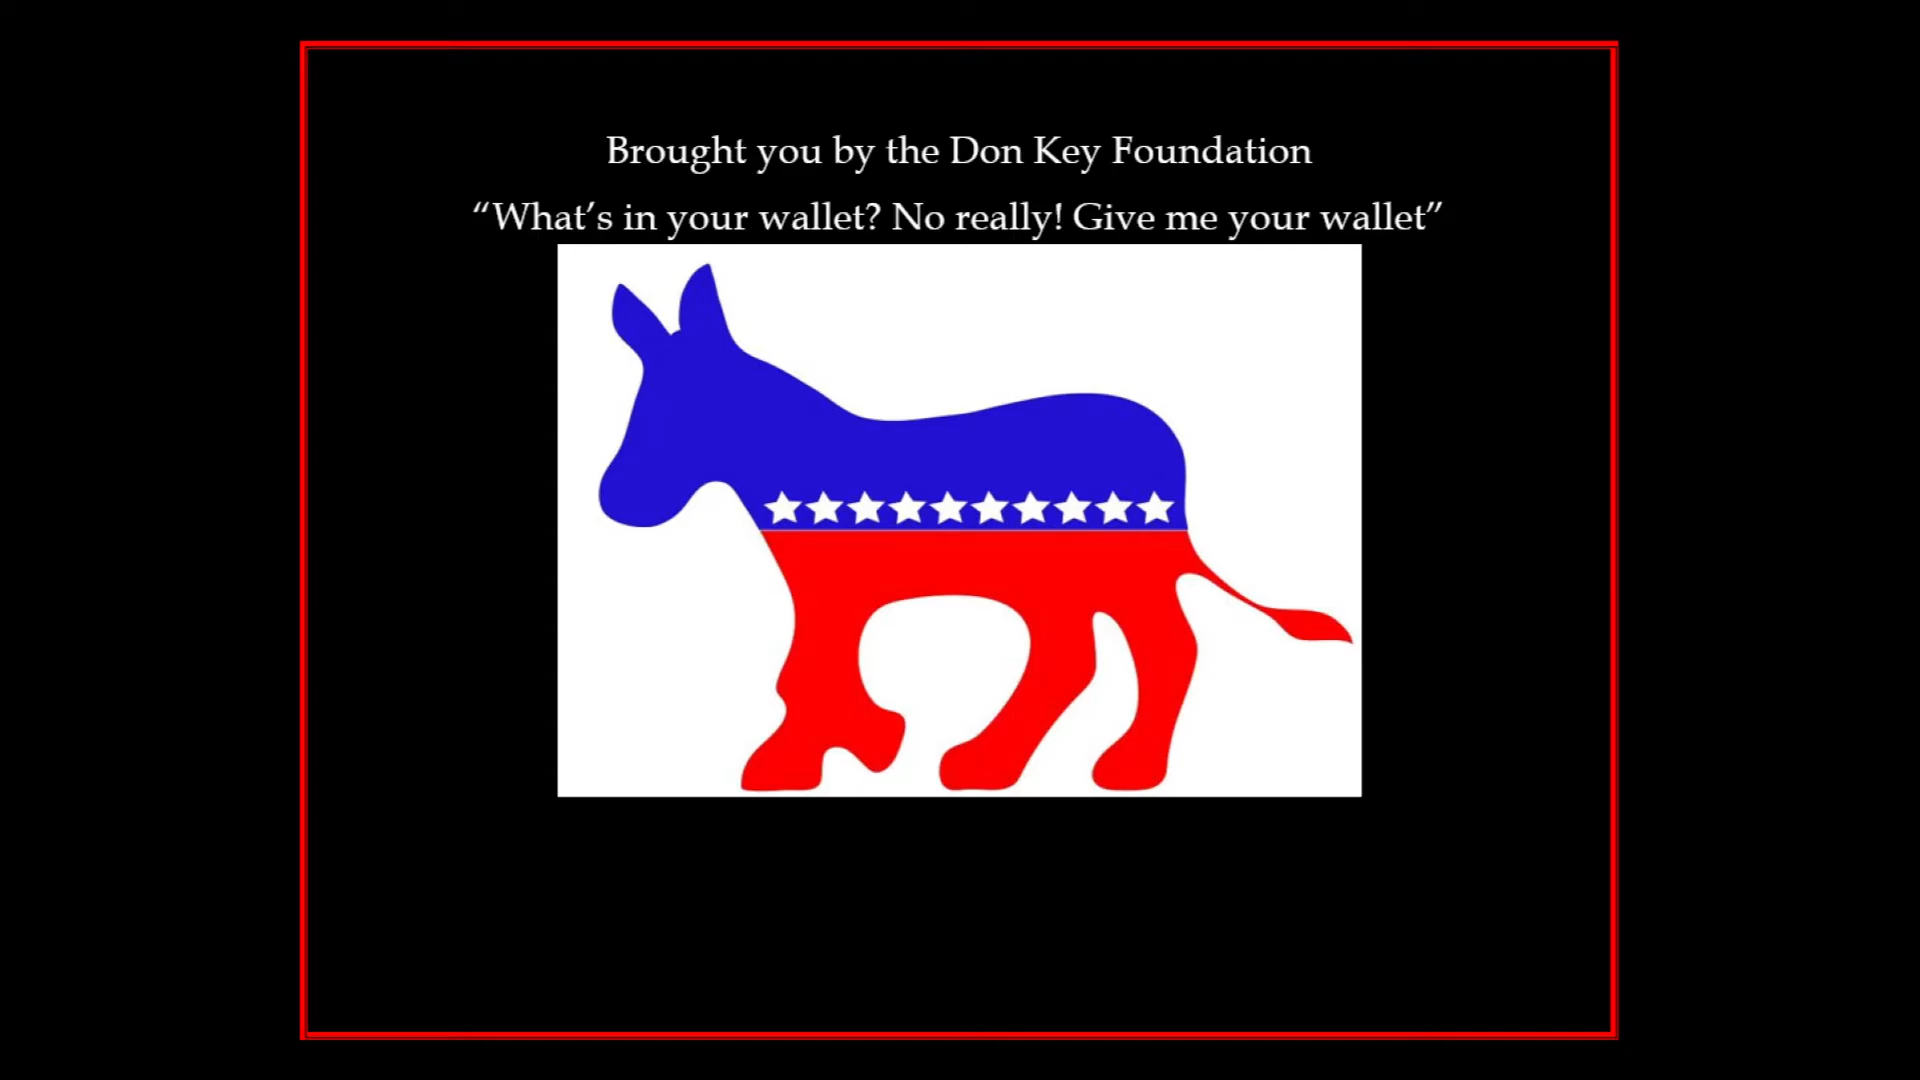 Brought you by the Don Key Foundation
“What’s in your wallet? No really! Give me your wallet”